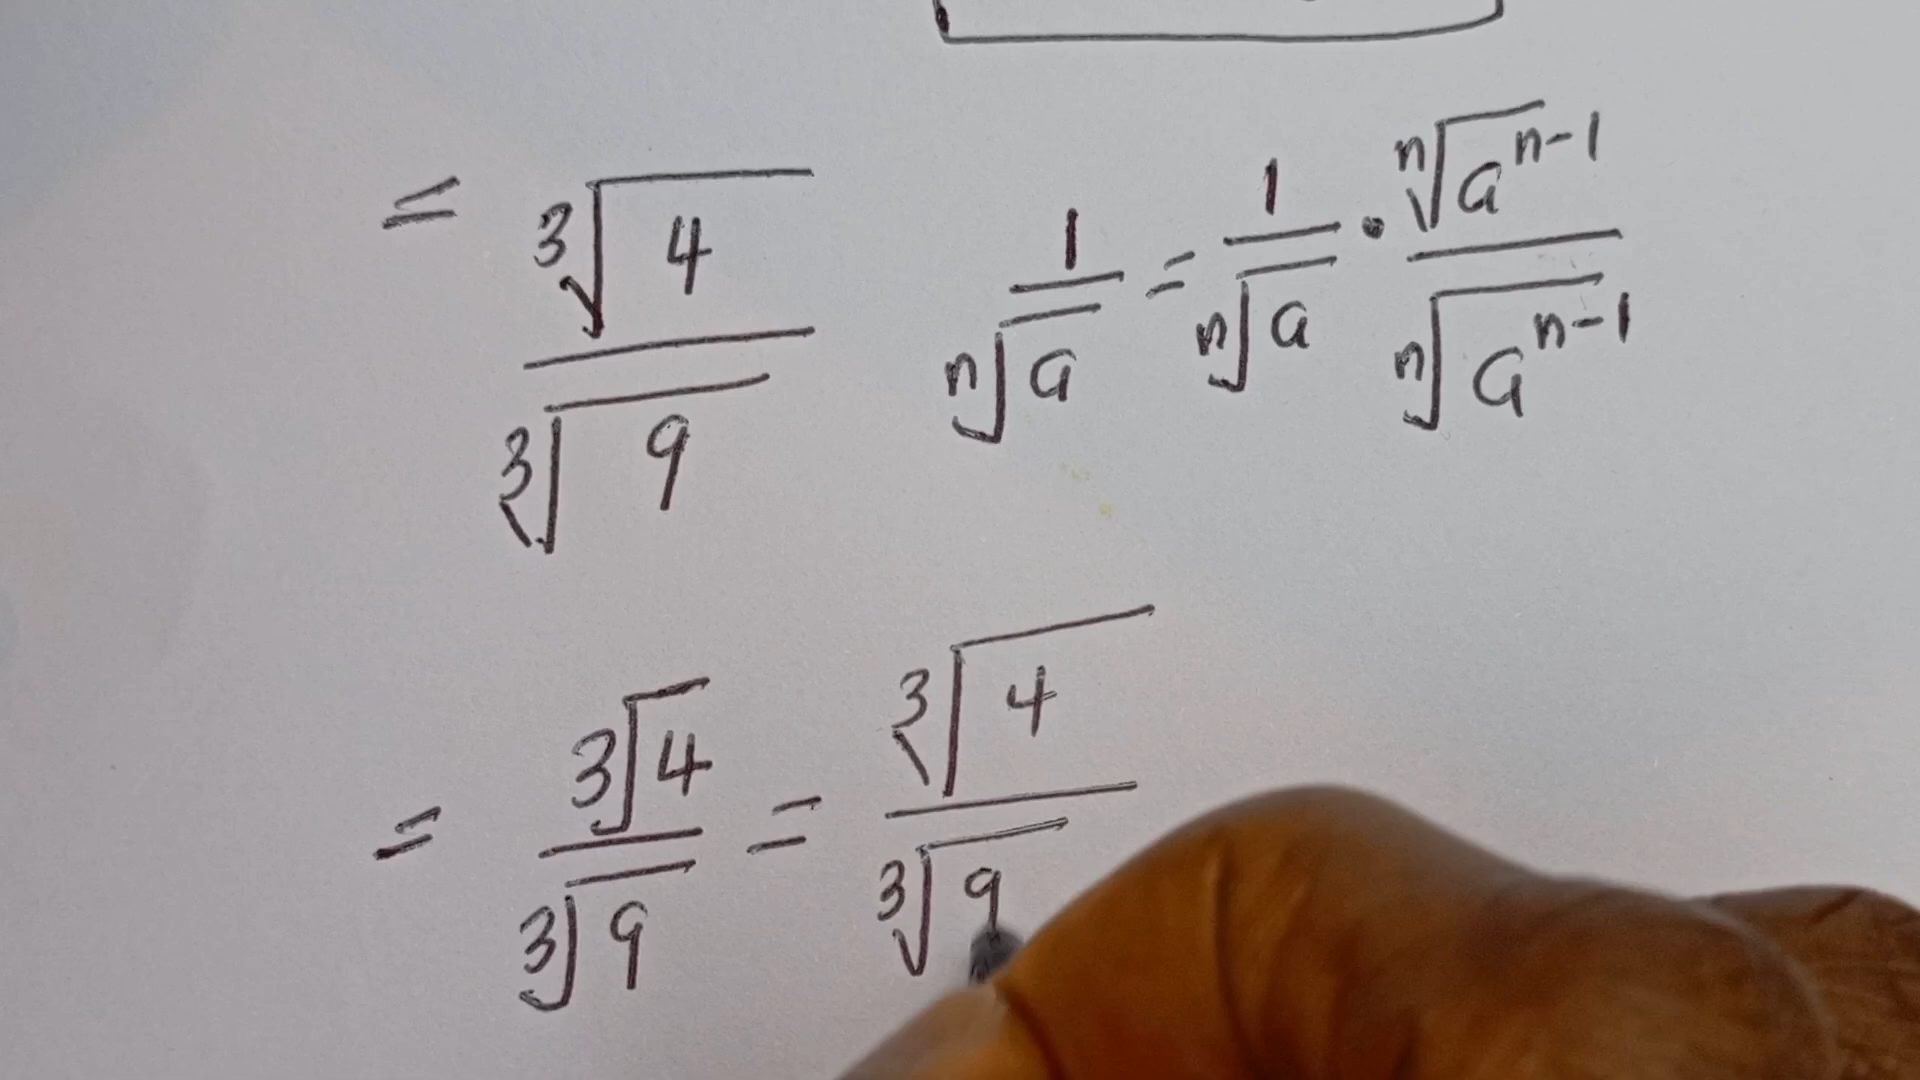 = ∛4 / ∛9
1/ⁿ√a = 1/ⁿ√a · ⁿ√aⁿ⁻¹ / ⁿ√aⁿ⁻¹
= ∛4 / ∛9 = ∛4 / ∛9